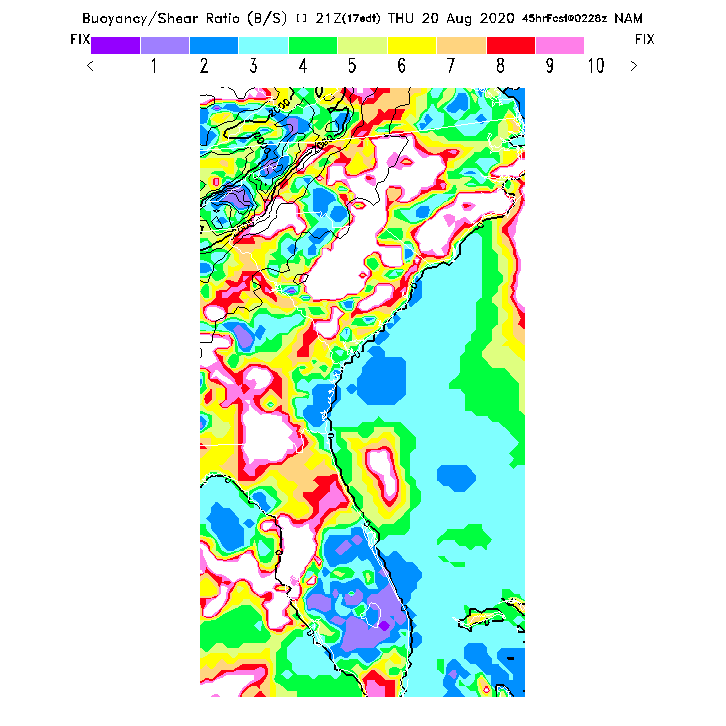 Buoyancy/Shear Ratio (B/S) [] 21Z(17edt) THU 20 Aug 2020 45hrFcst@0228z NAM
FIX FIX
< 1 2 3 4 5 6 7 8 9 10 >
2000